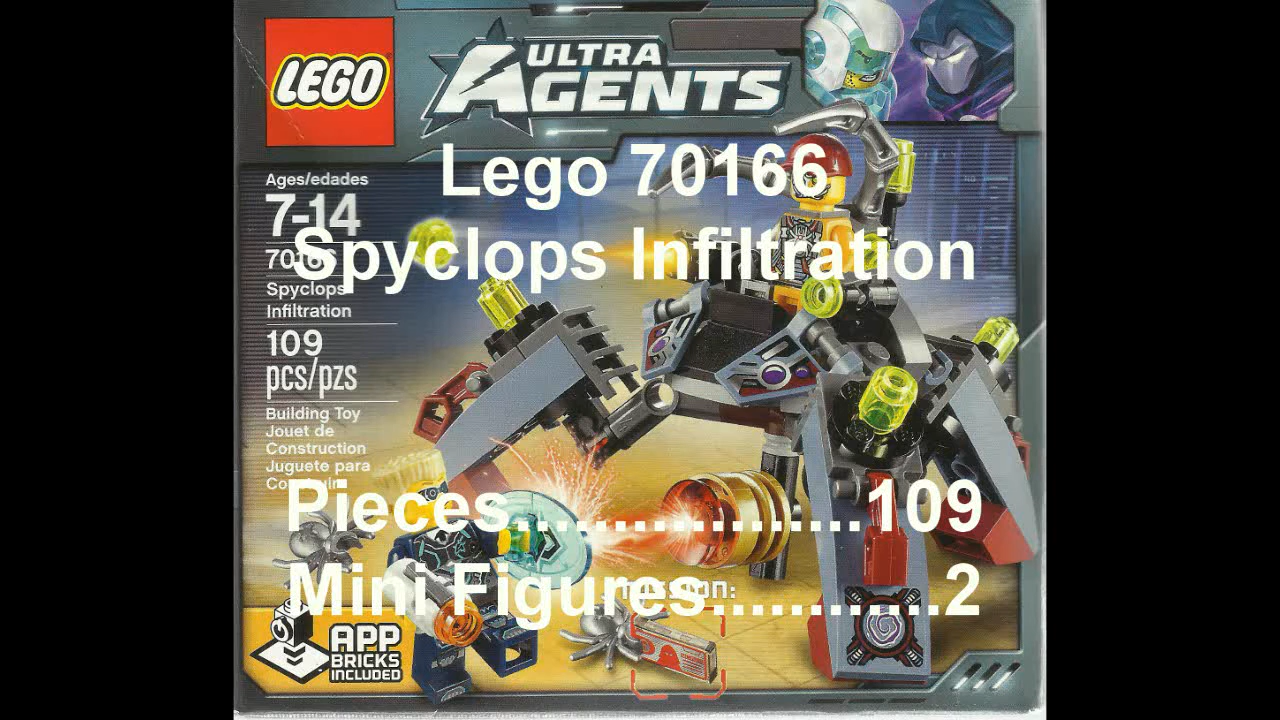 LEGO
ULTRA
AGENTS
Lego 70166
Spyclops Infiltration
Ages/edades
7-14
Spyclops
Infiltration
109
pcs/pzs
Building Toy
Jouet de
Construction
Juguete para
Pieces..................109
Mini Figures............2
APP
BRICKS
INCLUDED